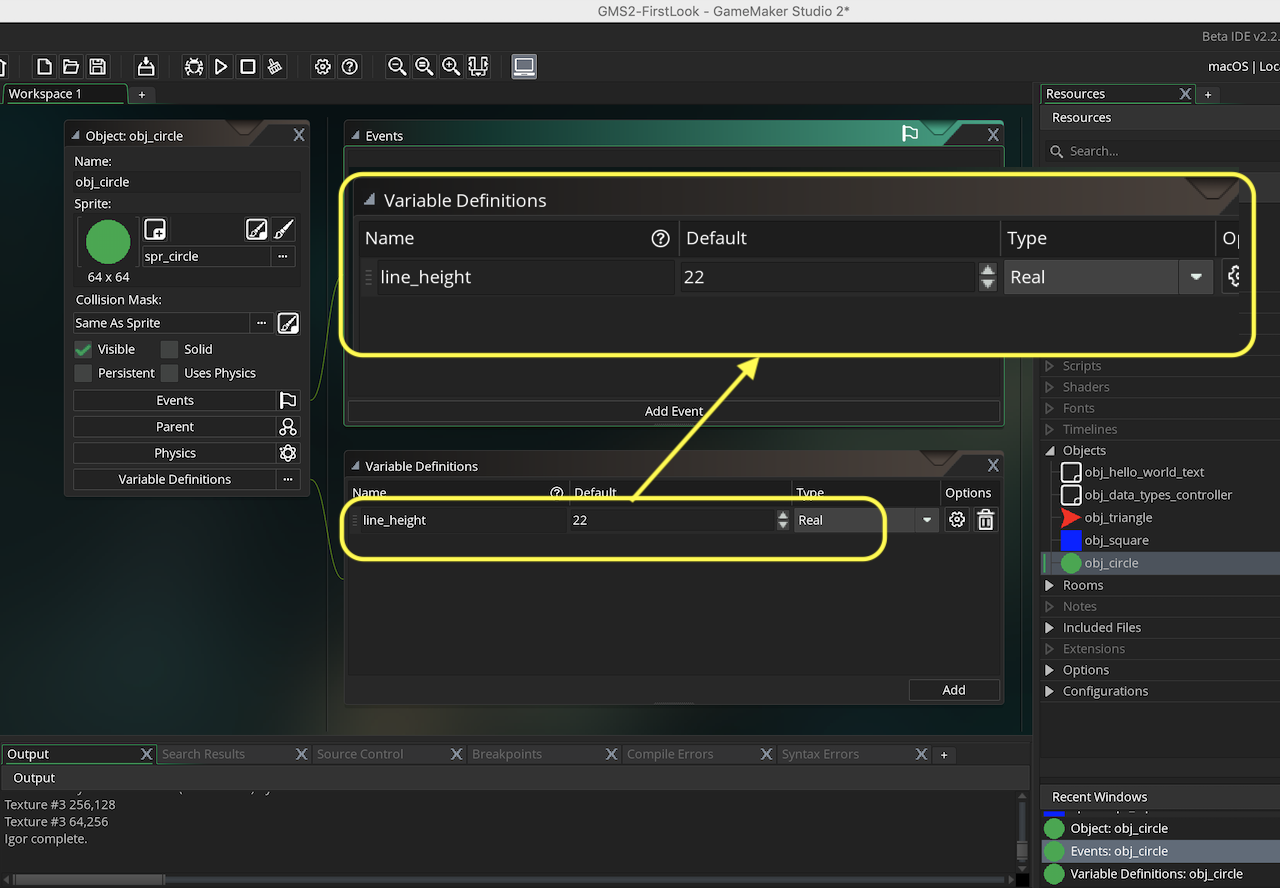 GMS2-FirstLook - GameMaker Studio 2*
Beta IDE v2.2.
macOS | Loc
Workspace 1
+
Object: obj_circle
Name:
obj_circle
Sprite:
spr_circle
...
64 x 64
Collision Mask:
Same As Sprite
...
Visible
Solid
Persistent
Uses Physics
Events
Parent
Physics
Variable Definitions
...
Events
Variable Definitions
Name
?
Default
Type
Op
line_height
22
Real
Add Event
Variable Definitions
Name
?
Default
Type
Options
line_height
22
Real
Add
Resources
X
+
Resources
Search...
Scripts
Shaders
Fonts
Timelines
Objects
obj_hello_world_text
obj_data_types_controller
obj_triangle
obj_square
obj_circle
Rooms
Notes
Included Files
Extensions
Options
Configurations
Output
X
Search Results
X
Source Control
X
Breakpoints
X
Compile Errors
X
Syntax Errors
X
+
Output
Texture #3 256,128
Texture #3 64,256
Igor complete.
Recent Windows
Object: obj_circle
Events: obj_circle
Variable Definitions: obj_circle